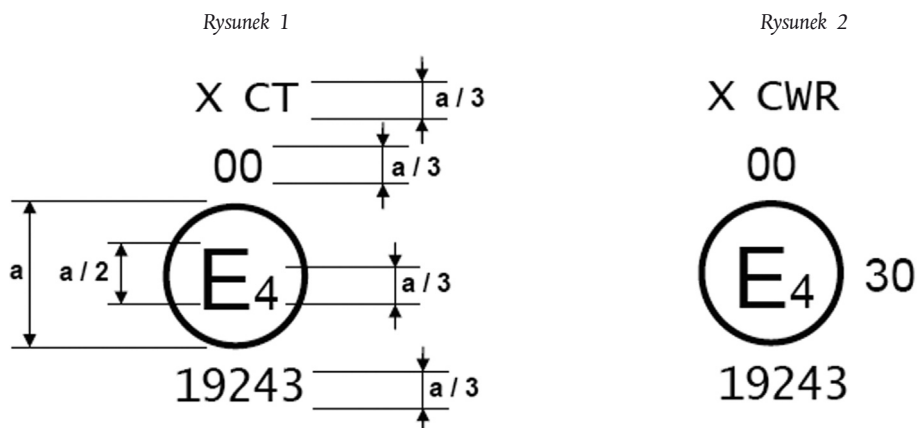 Rysunek 1
X CT
a / 3
00
a / 3
a
a / 2
E4
a / 3
19243
a / 3
Rysunek 2
X CWR
00
E4
30
19243